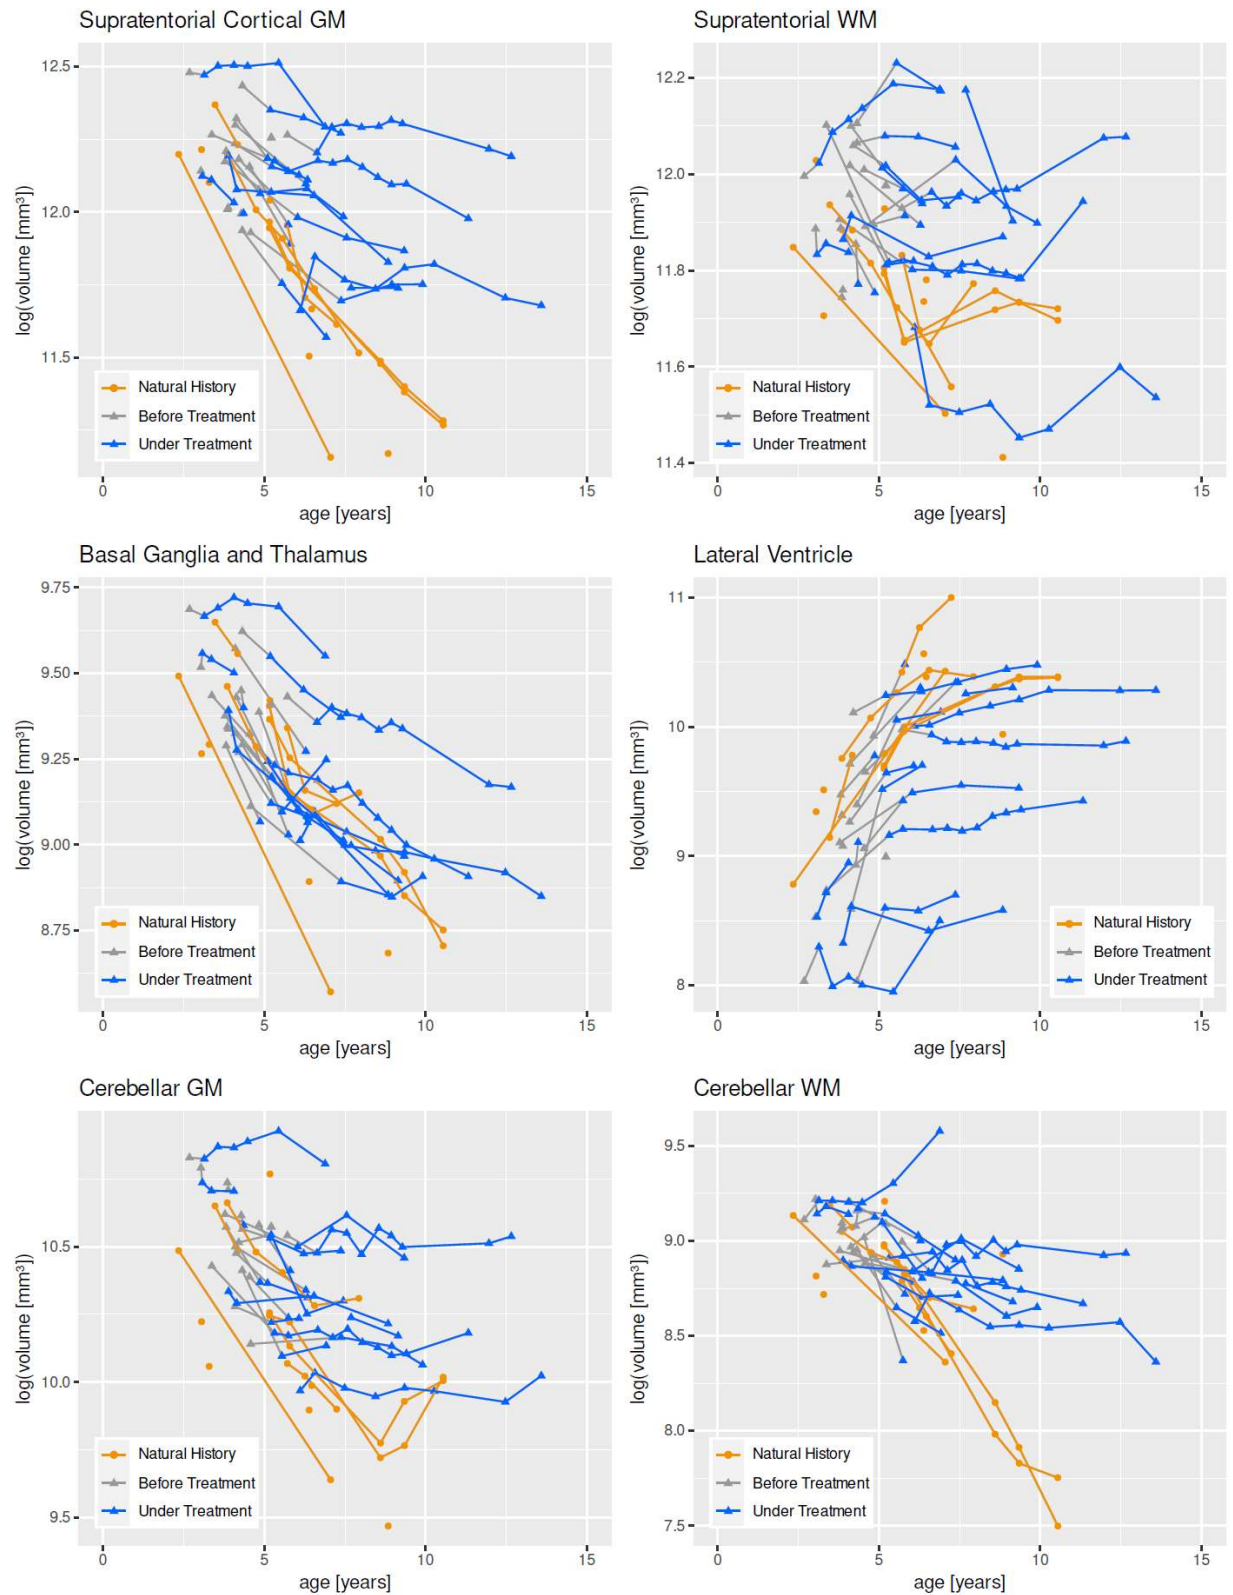 Supratentorial Cortical GM
log(volume [mm³])
12.5
12.0
11.5
Natural History
Before Treatment
Under Treatment
0 5 10 15
age [years]
Supratentorial WM
log(volume [mm³])
12.2
12.0
11.8
11.6
11.4
Natural History
Before Treatment
Under Treatment
0 5 10 15
age [years]
Basal Ganglia and Thalamus
log(volume [mm³])
9.75
9.50
9.25
9.00
8.75
Natural History
Before Treatment
Under Treatment
0 5 10 15
age [years]
Lateral Ventricle
log(volume [mm³])
11
10
9
8
Natural History
Before Treatment
Under Treatment
0 5 10 15
age [years]
Cerebellar GM
log(volume [mm³])
10.5
10.0
9.5
Natural History
Before Treatment
Under Treatment
0 5 10 15
age [years]
Cerebellar WM
log(volume [mm³])
9.5
9.0
8.5
8.0
7.5
Natural History
Before Treatment
Under Treatment
0 5 10 15
age [years]